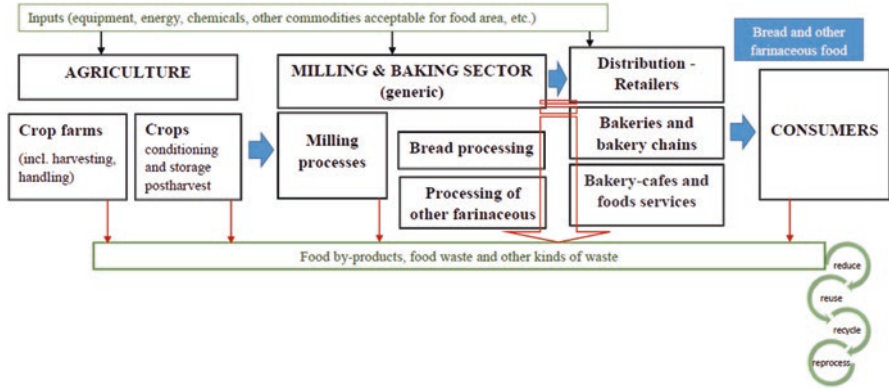 Inputs (equipment, energy, chemicals, other commodities acceptable for food area, etc.)
Bread and other
farinaceous food
AGRICULTURE
MILLING & BAKING SECTOR
(generic)
Distribution -
Retailers
Crop farms
(incl. harvesting,
handling)
Crops
conditioning
and storage
postharvest
Milling
processes
Bread processing
Processing of
other farinaceous
Bakeries and
bakery chains
Bakery-cafes and
foods services
CONSUMERS
Food by-products, food waste and other kinds of waste
reduce
reuse
recycle
reprocess